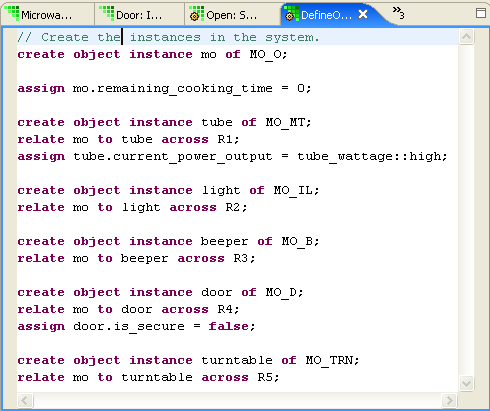 Microwa... Door: I... Open: S... DefineO... 3
// Create the instances in the system.
create object instance mo of MO_O;
assign mo.remaining_cooking_time = 0;
create object instance tube of MO_MT;
relate mo to tube across R1;
assign tube.current_power_output = tube_wattage::high;
create object instance light of MO_IL;
relate mo to light across R2;
create object instance beeper of MO_B;
relate mo to beeper across R3;
create object instance door of MO_D;
relate mo to door across R4;
assign door.is_secure = false;
create object instance turntable of MO_TRN;
relate mo to turntable across R5;